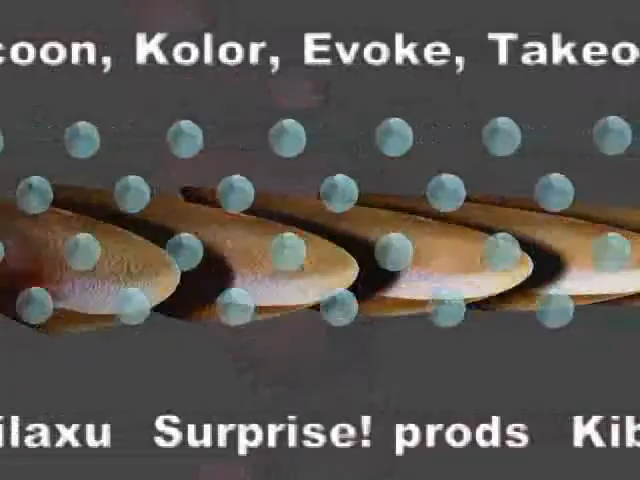 coon, Kolor, Evoke, Takeo
ilaxu Surprise! prods Kib